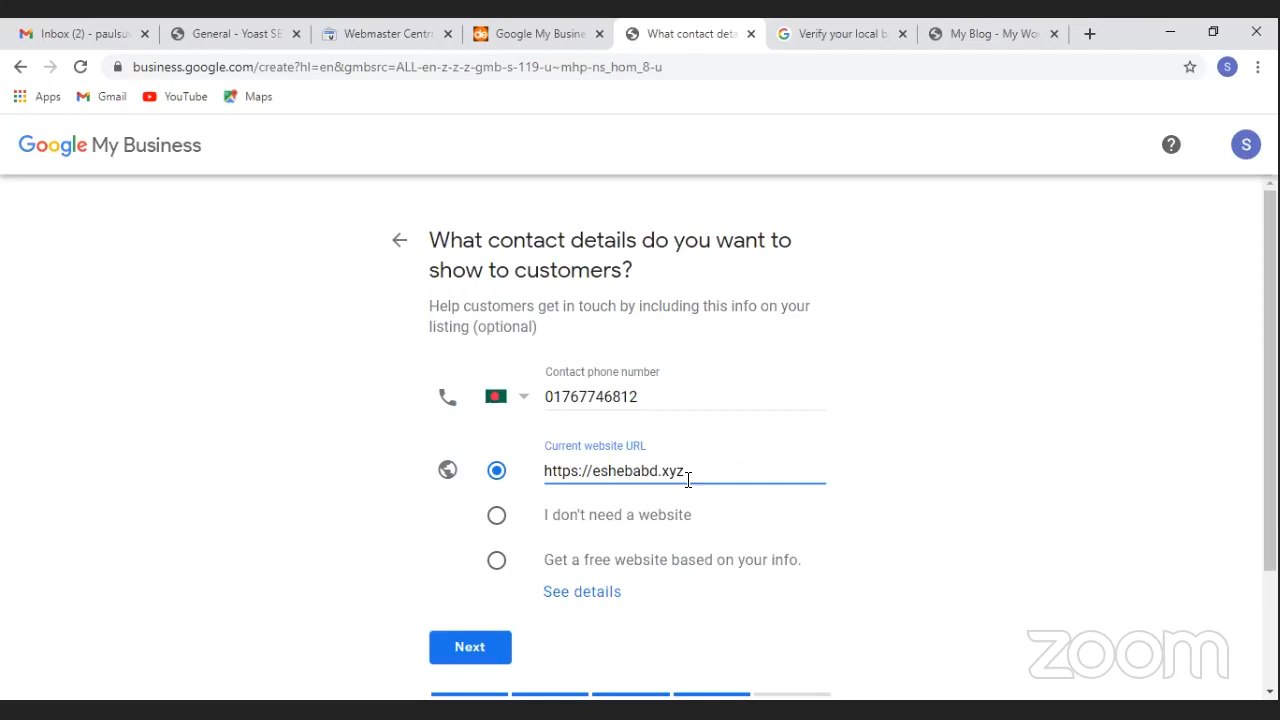 Inbox (2) - paulsu
General - Yoast SE
Webmaster Centra
Google My Busine
What contact deta
Verify your local b
My Blog - My Wo
business.google.com/create?hl=en&gmbsrc=ALL-en-z-z-z-gmb-s-119-u~mhp-ns_hom_8-u
S
Apps
Gmail
YouTube
Maps
Google My Business
S
What contact details do you want to
show to customers?
Help customers get in touch by including this info on your
listing (optional)
Contact phone number
01767746812
Current website URL
https://eshebabd.xyz
I don't need a website
Get a free website based on your info.
See details
Next
zoom